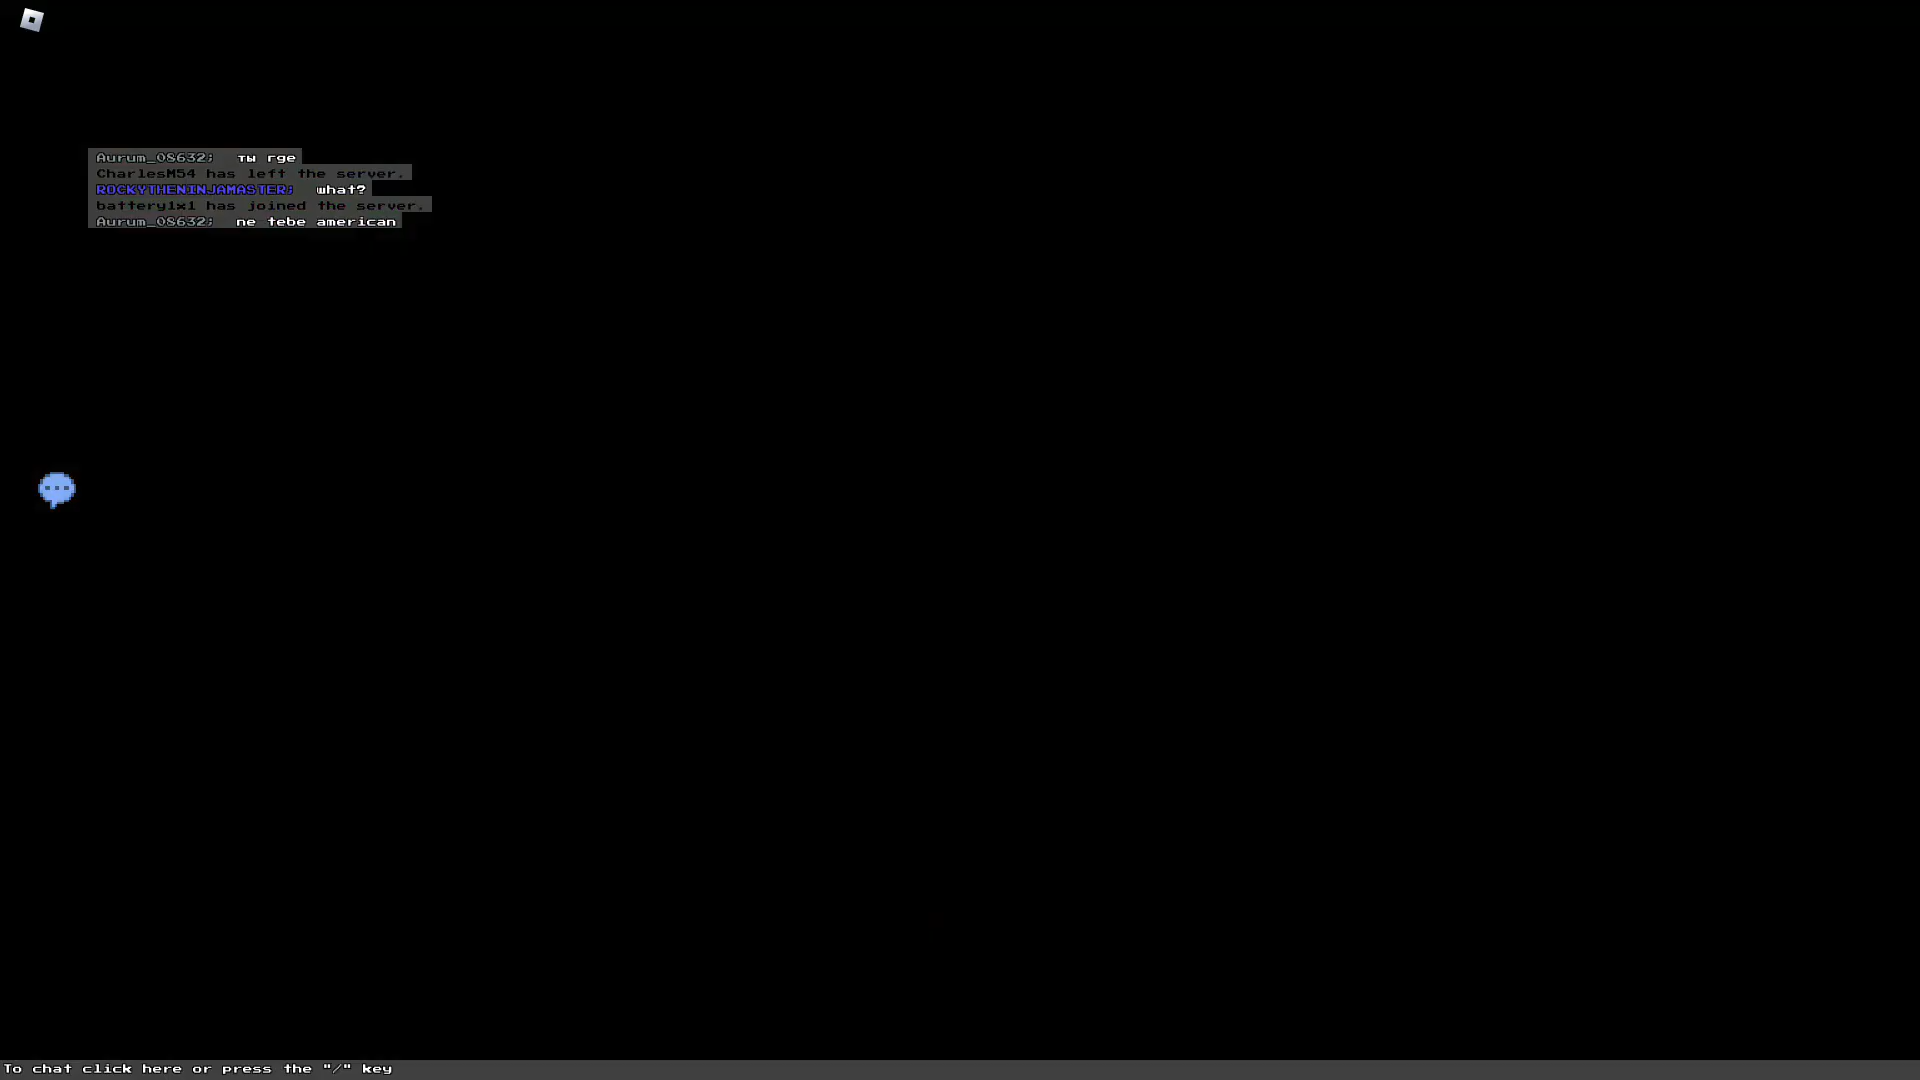 Aurum_08632; ты где
CharlesM54 has left the server.
ROCKYTHENINJAMASTER; what?
battery1x1 has joined the server.
Aurum_08632; ne tebe american
To chat click here or press the "/" key